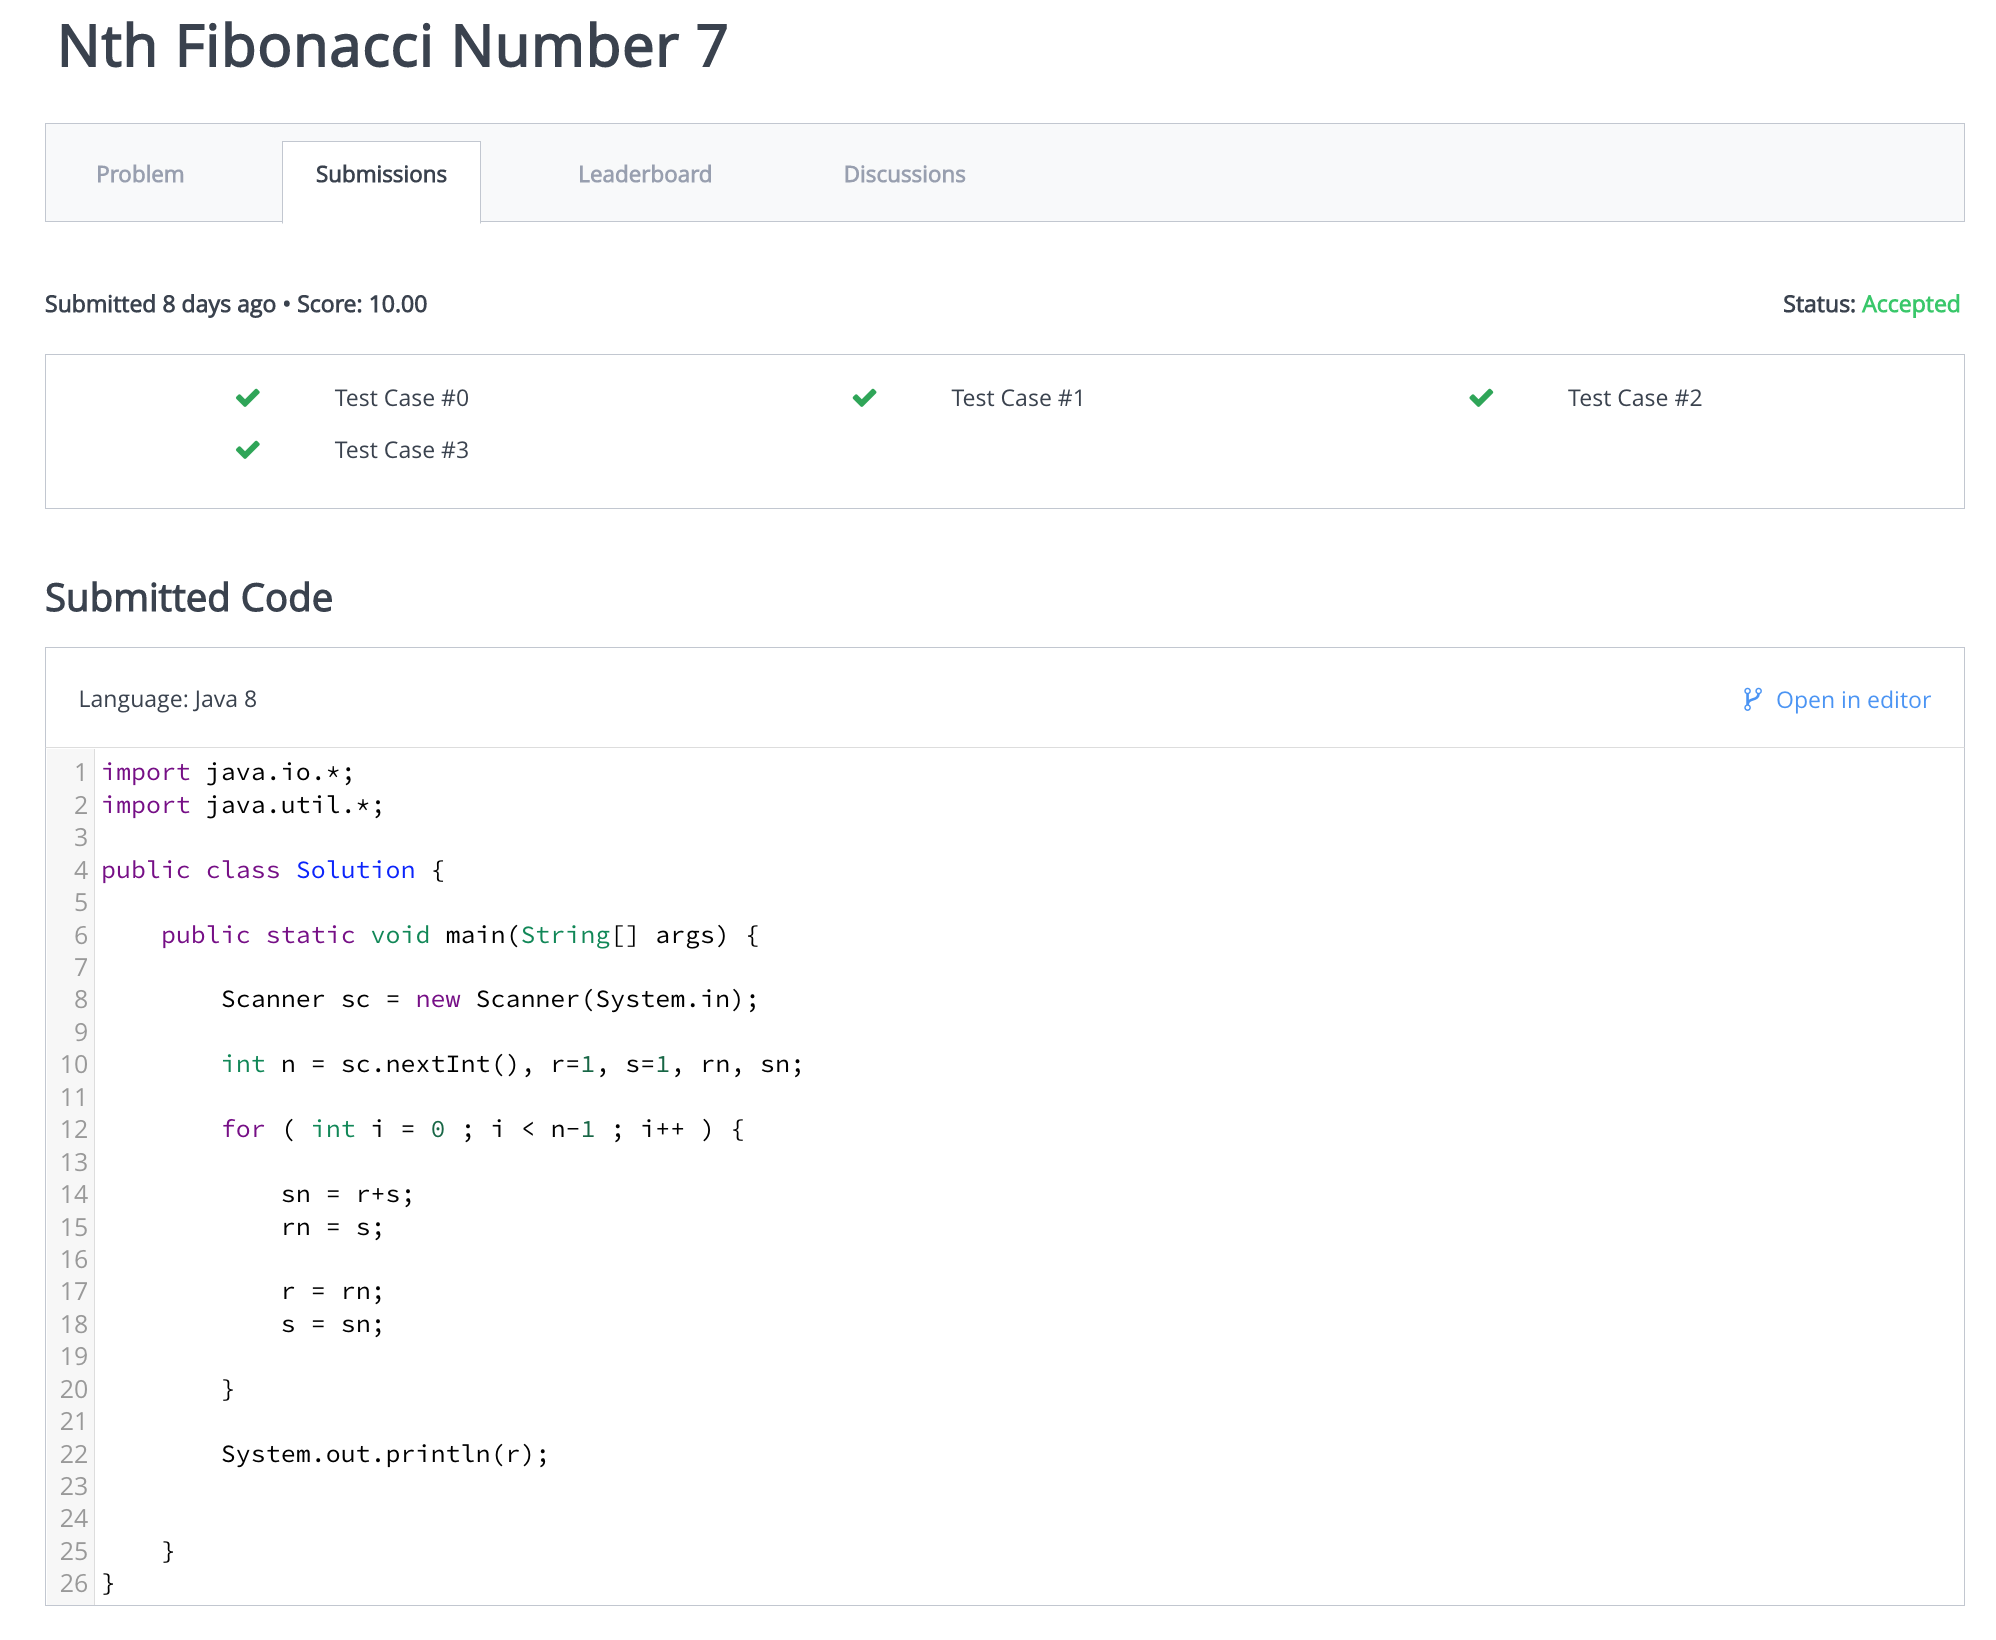 Nth Fibonacci Number 7
Problem Submissions Leaderboard Discussions
Submitted 8 days ago • Score: 10.00 Status: Accepted
Test Case #0 Test Case #1 Test Case #2
Test Case #3
Submitted Code
Language: Java 8 Open in editor
1 import java.io.*;
2 import java.util.*;
3
4 public class Solution {
5
6     public static void main(String[] args) {
7
8         Scanner sc = new Scanner(System.in);
9
10         int n = sc.nextInt(), r=1, s=1, rn, sn;
11
12         for ( int i = 0 ; i < n-1 ; i++ ) {
13
14             sn = r+s;
15             rn = s;
16
17             r = rn;
18             s = sn;
19
20         }
21
22         System.out.println(r);
23
24
25     }
26 }